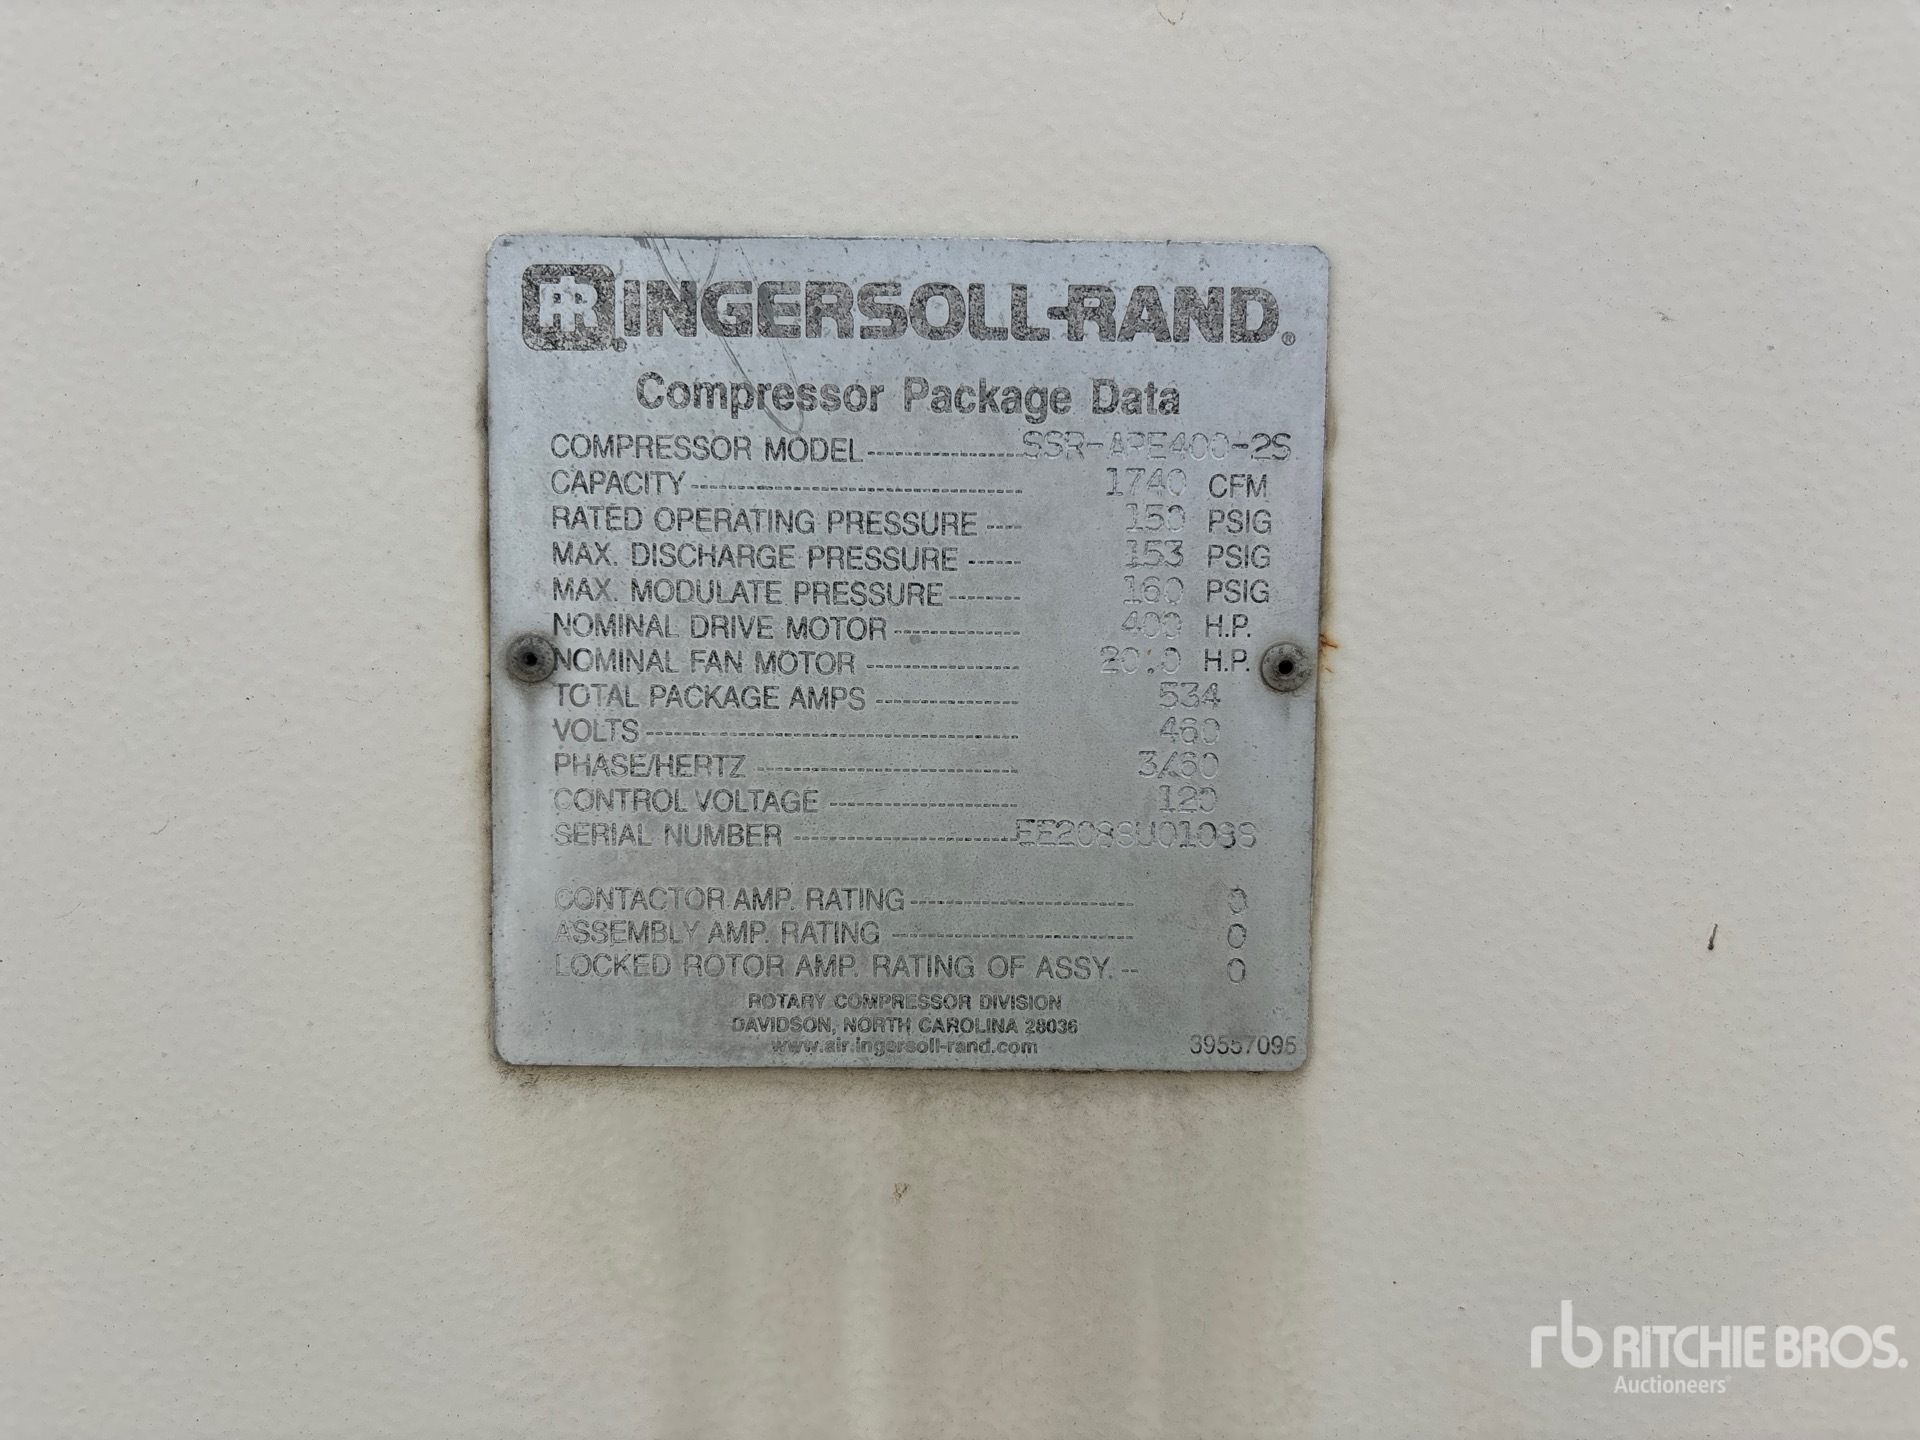 IR INGERSOLL-RAND®
Compressor Package Data
COMPRESSOR MODEL SSR-APE400-2S
CAPACITY 1740 CFM
RATED OPERATING PRESSURE 150 PSIG
MAX. DISCHARGE PRESSURE 153 PSIG
MAX. MODULATE PRESSURE 160 PSIG
NOMINAL DRIVE MOTOR 400 H.P.
NOMINAL FAN MOTOR 20.0 H.P.
TOTAL PACKAGE AMPS 534
VOLTS 460
PHASE/HERTZ 3/60
CONTROL VOLTAGE 120
SERIAL NUMBER
CONTACTOR AMP. RATING 0
ASSEMBLY AMP. RATING 0
LOCKED ROTOR AMP. RATING OF ASSY. 0
ROTARY COMPRESSOR DIVISION
DAVIDSON, NORTH CAROLINA 28036
www.air.ingersoll-rand.com
39557095
rb RITCHIE BROS.
Auctioneers